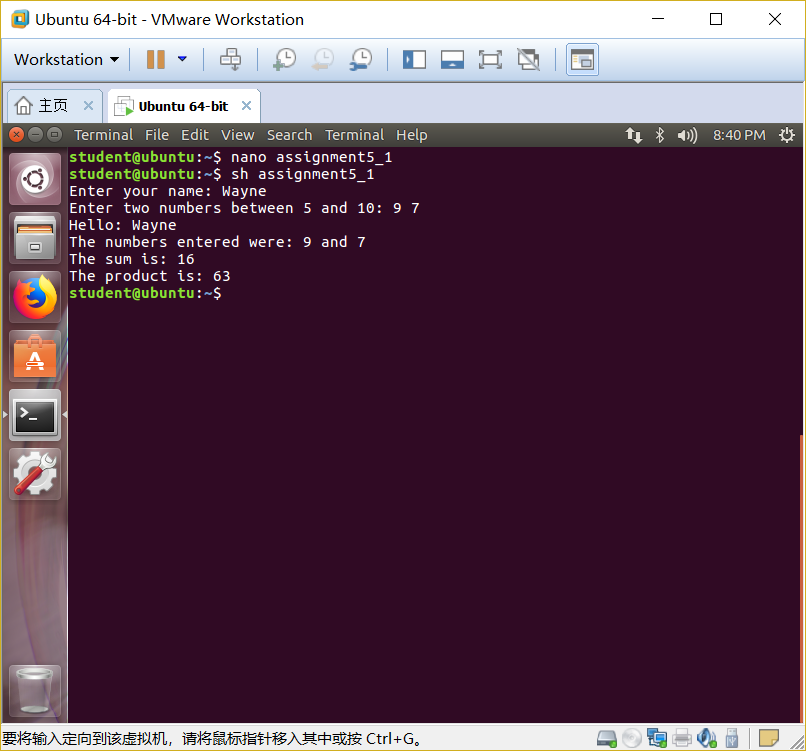 Ubuntu 64-bit - VMware Workstation
Workstation
主页 Ubuntu 64-bit
Terminal File Edit View Search Terminal Help 8:40 PM
student@ubuntu:~$ nano assignment5_1
student@ubuntu:~$ sh assignment5_1
Enter your name: Wayne
Enter two numbers between 5 and 10: 9 7
Hello: Wayne
The numbers entered were: 9 and 7
The sum is: 16
The product is: 63
student@ubuntu:~$
要将输入定向到该虚拟机，请将鼠标指针移入其中或按 Ctrl+G。